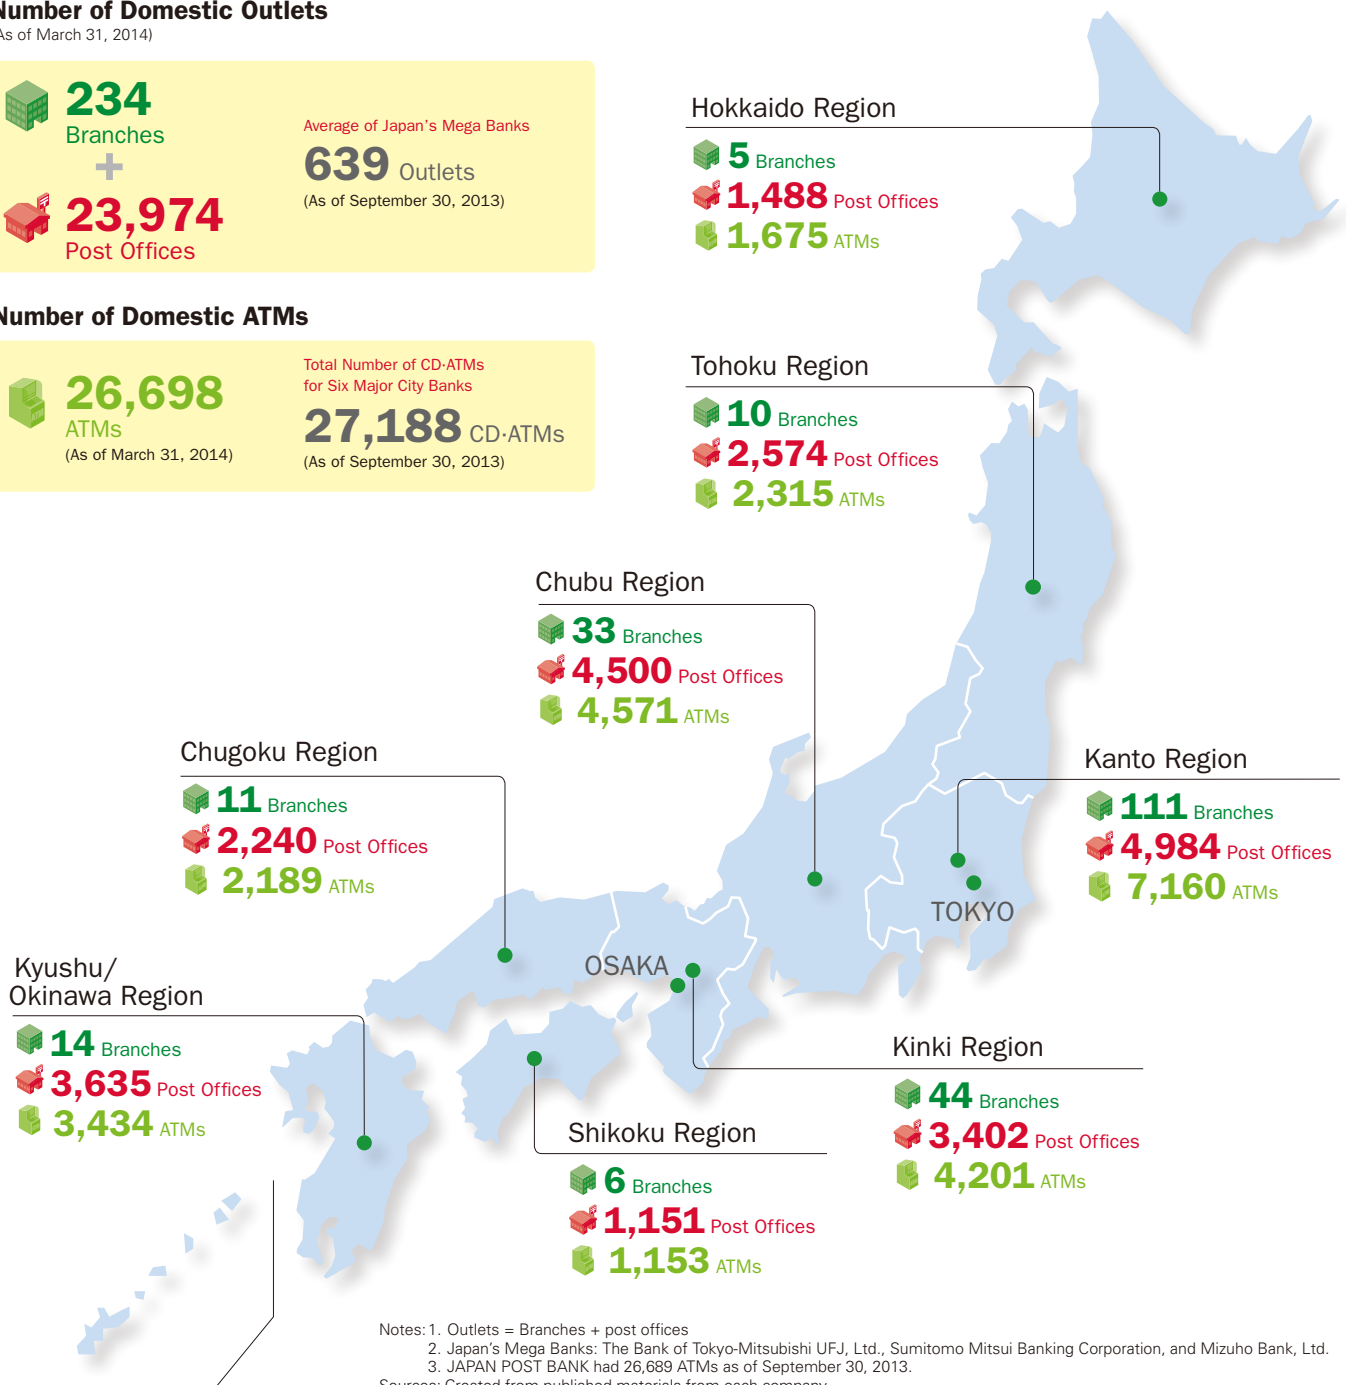 Number of Domestic Outlets
(As of March 31, 2014)
234
Branches
+
23,974
Post Offices
Average of Japan's Mega Banks
639 Outlets
(As of September 30, 2013)
Number of Domestic ATMs
26,698
ATMs
(As of March 31, 2014)
Total Number of CD·ATMs
for Six Major City Banks
27,188 CD·ATMs
(As of September 30, 2013)
Hokkaido Region
5 Branches
1,488 Post Offices
1,675 ATMs
Tohoku Region
10 Branches
2,574 Post Offices
2,315 ATMs
Chubu Region
33 Branches
4,500 Post Offices
4,571 ATMs
Chugoku Region
11 Branches
2,240 Post Offices
2,189 ATMs
Kanto Region
111 Branches
4,984 Post Offices
7,160 ATMs
TOKYO
OSAKA
Kyushu/
Okinawa Region
14 Branches
3,635 Post Offices
3,434 ATMs
Kinki Region
44 Branches
3,402 Post Offices
4,201 ATMs
Shikoku Region
6 Branches
1,151 Post Offices
1,153 ATMs
Notes: 1. Outlets = Branches + post offices
2. Japan's Mega Banks: The Bank of Tokyo-Mitsubishi UFJ, Ltd., Sumitomo Mitsui Banking Corporation, and Mizuho Bank, Ltd.
3. JAPAN POST BANK had 26,689 ATMs as of September 30, 2013.
Sources: Created from published materials from each company